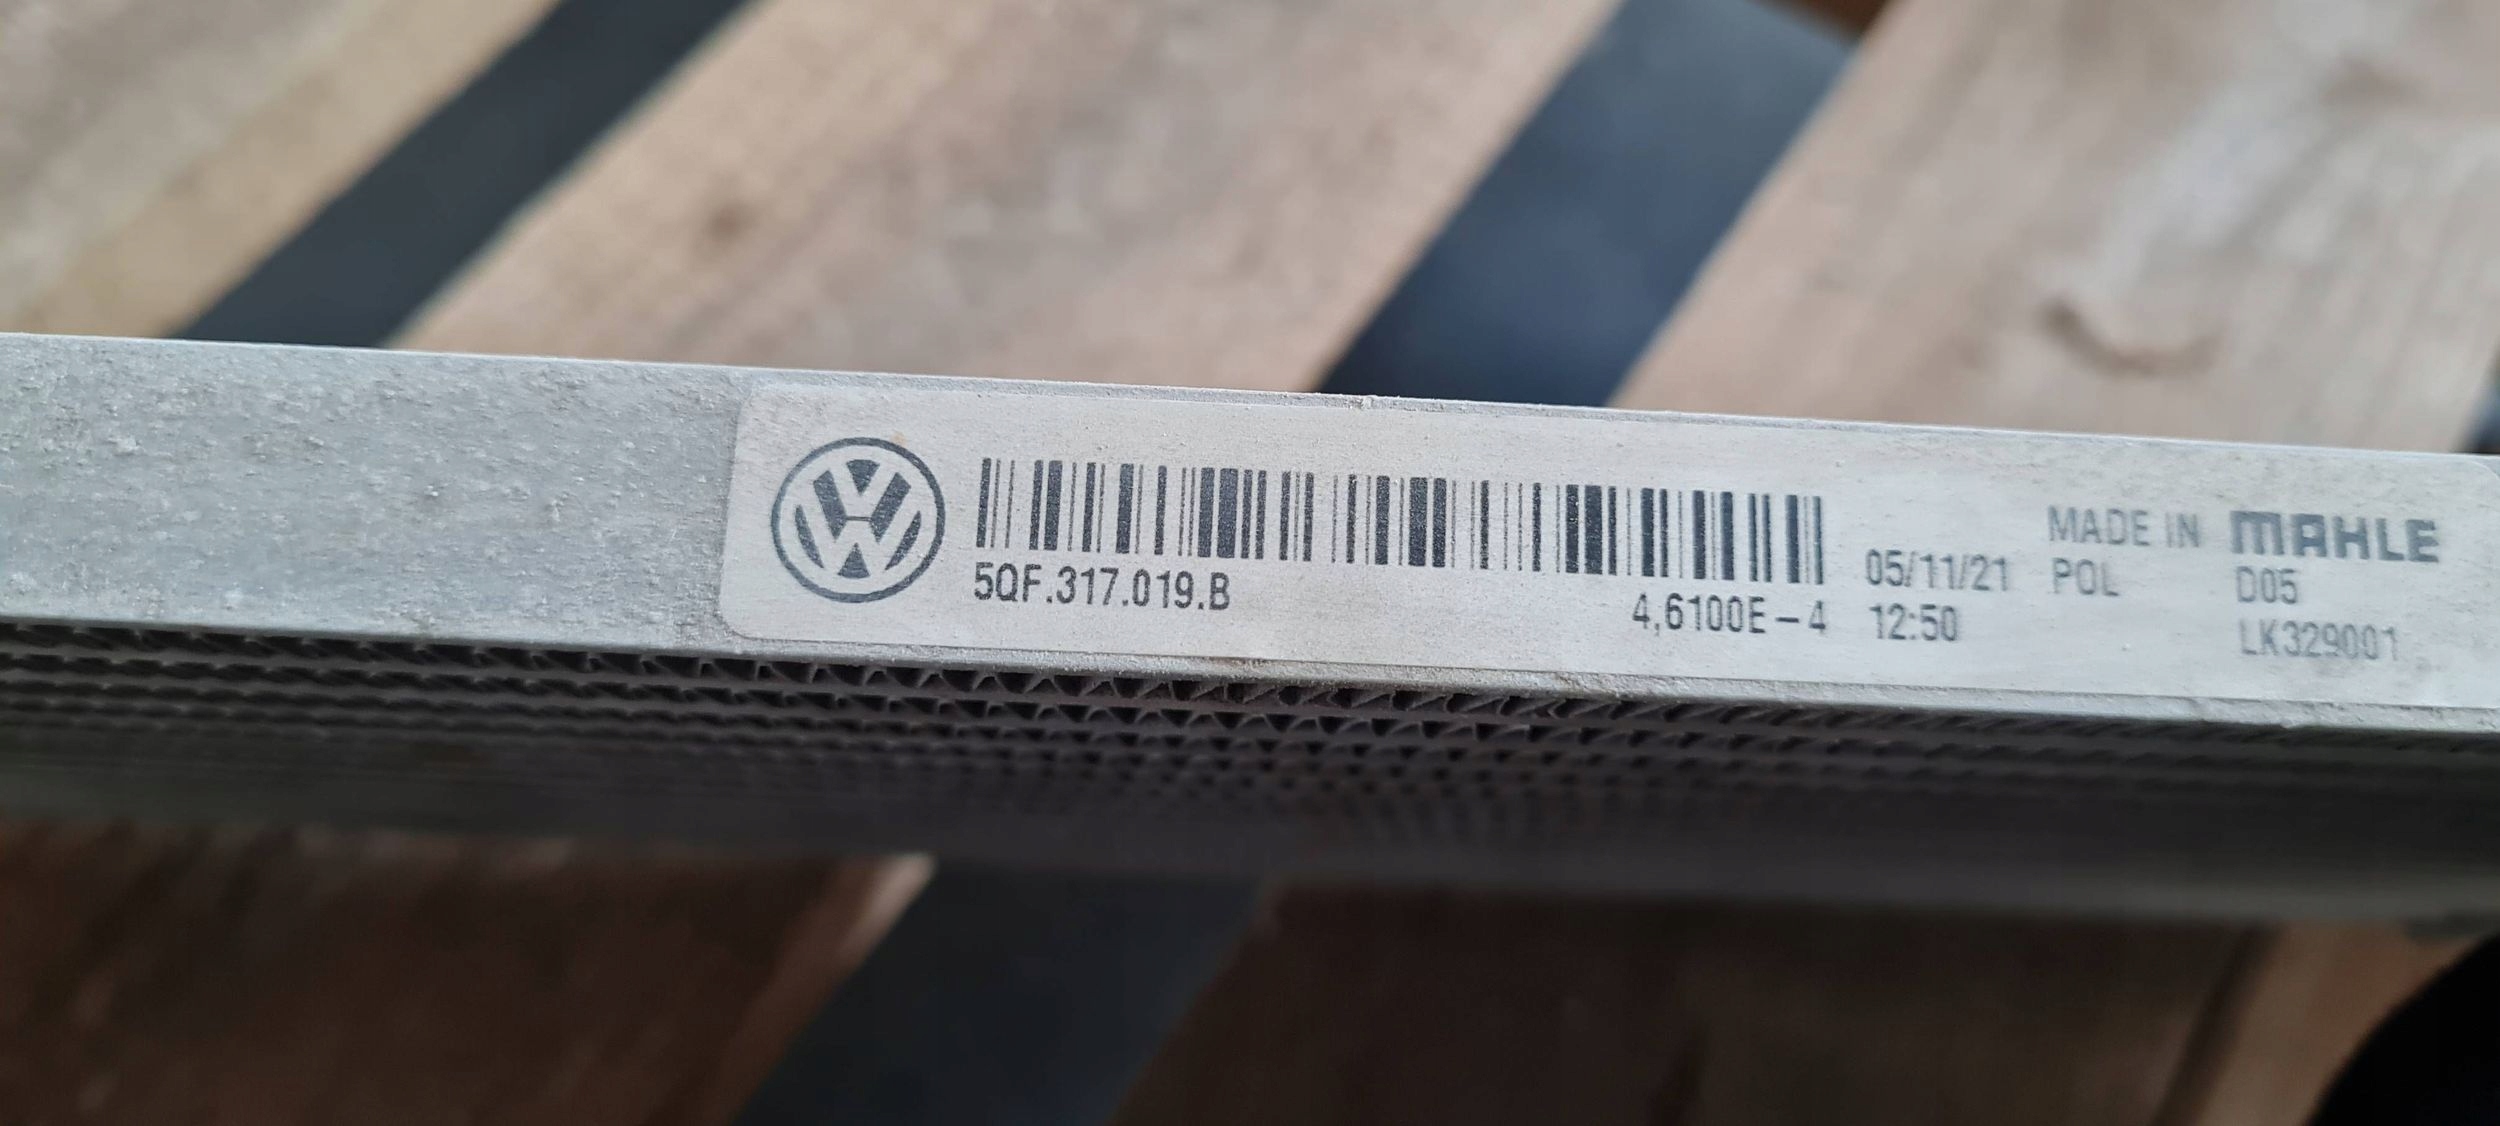 5QF.317.019.B
4,6100E-4
05/11/21
12:50
MADE IN
POL
MAHLE
D05
LK329001